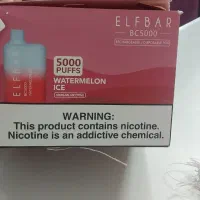 ELFBAR
BC5000
5000
PUFFS
WATERMELON
ICE
WARNING:
This product contains nicotine.
Nicotine is an addictive chemical.